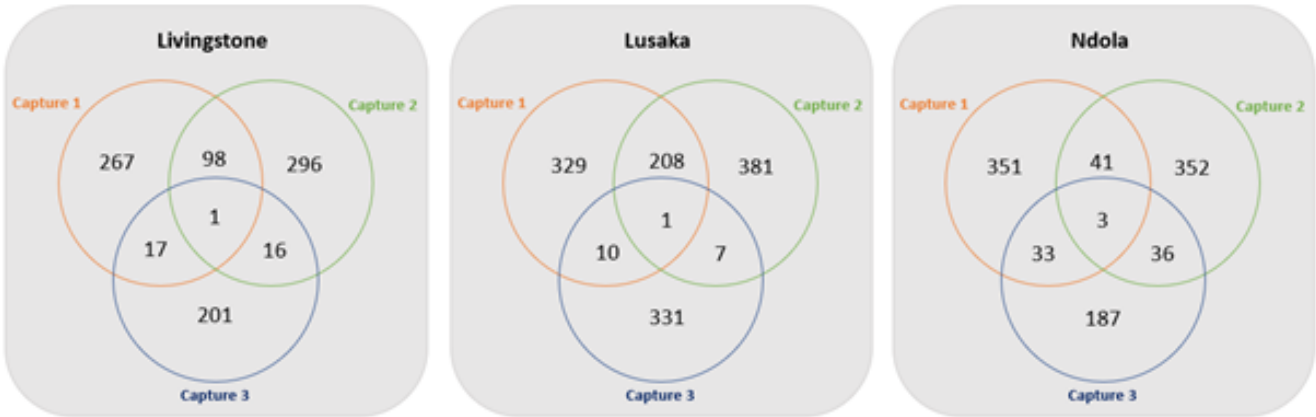 Livingstone
Capture 1
Capture 2
267
98
296
1
17
16
201
Capture 3
Lusaka
Capture 1
Capture 2
329
208
381
1
10
7
331
Capture 3
Ndola
Capture 1
Capture 2
351
41
352
3
33
36
187
Capture 3